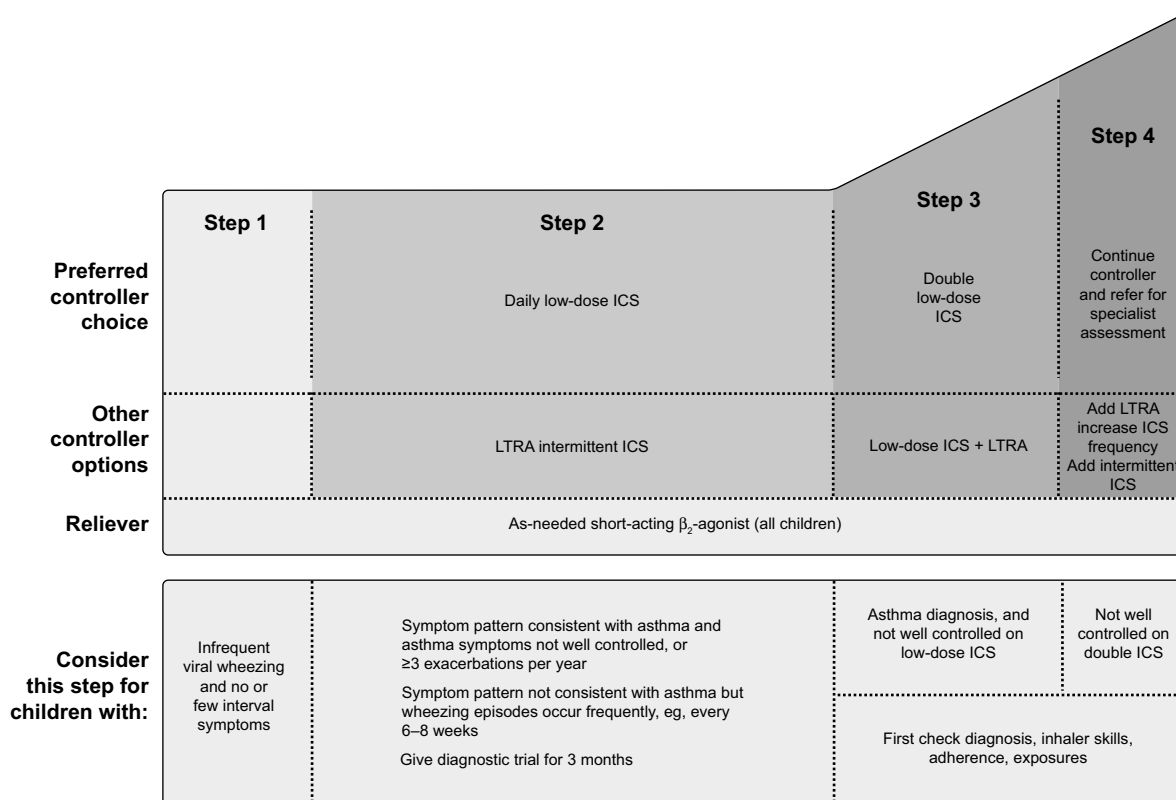 Step 4
Step 3
Step 1
Step 2
Preferred
controller
choice
Daily low-dose ICS
Double
low-dose
ICS
Continue
controller
and refer for
specialist
assessment
Other
controller
options
LTRA intermittent ICS
Low-dose ICS + LTRA
Add LTRA
increase ICS
frequency
Add intermittent
ICS
Reliever
As-needed short-acting β₂-agonist (all children)
Consider
this step for
children with:
Infrequent
viral wheezing
and no or
few interval
symptoms
Symptom pattern consistent with asthma and
asthma symptoms not well controlled, or
≥3 exacerbations per year
Symptom pattern not consistent with asthma but
wheezing episodes occur frequently, eg, every
6–8 weeks
Give diagnostic trial for 3 months
Asthma diagnosis, and
not well controlled on
low-dose ICS
Not well
controlled on
double ICS
First check diagnosis, inhaler skills,
adherence, exposures